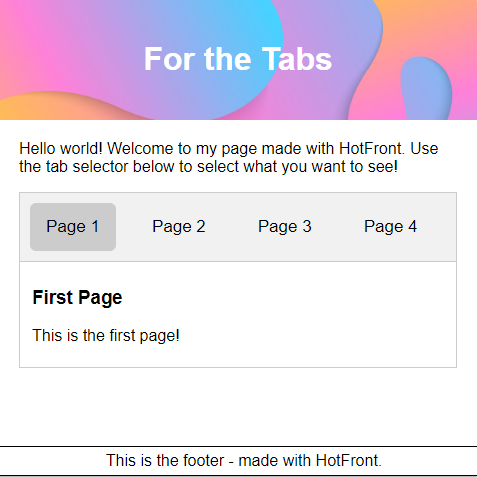 For the Tabs
Hello world! Welcome to my page made with HotFront. Use
the tab selector below to select what you want to see!
Page 1 Page 2 Page 3 Page 4
First Page
This is the first page!
This is the footer - made with HotFront.